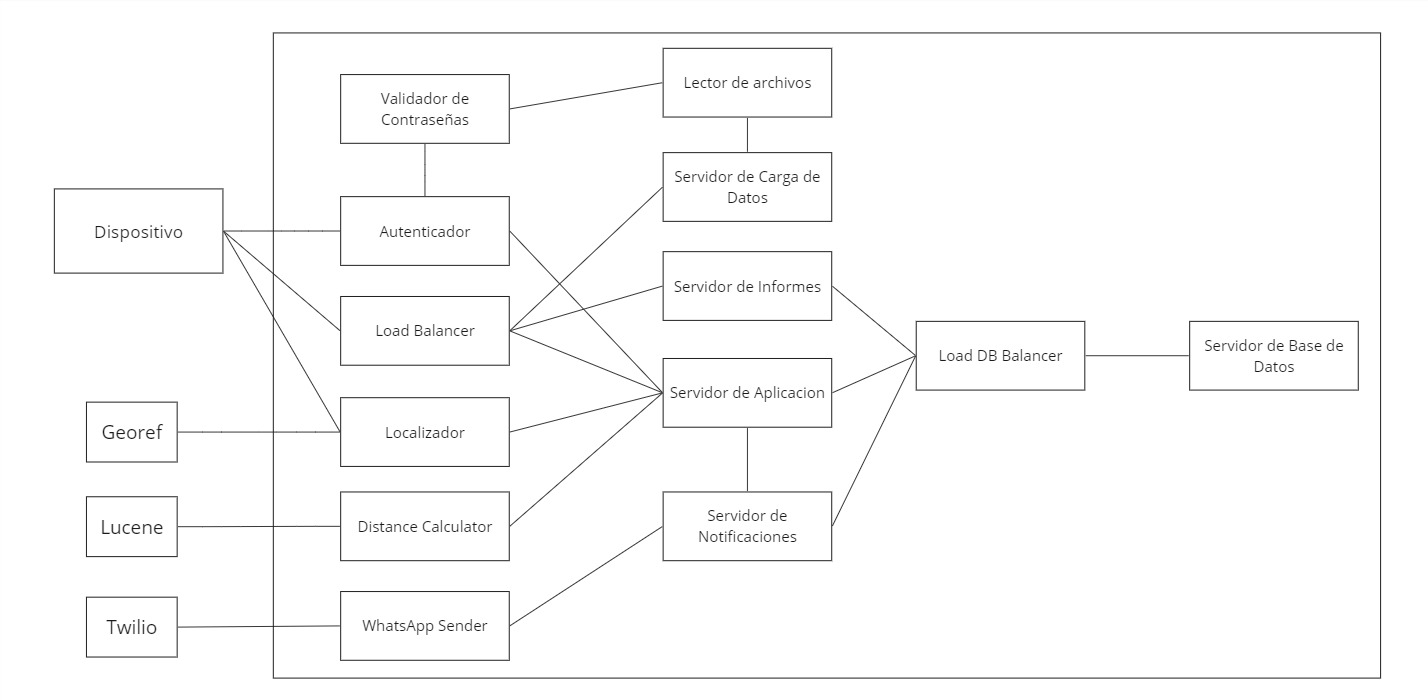 Validador de
Contraseñas
Lector de archivos
Servidor de Carga de
Datos
Dispositivo
Autenticador
Servidor de Informes
Load Balancer
Load DB Balancer
Servidor de Base de
Datos
Servidor de Aplicacion
Georef
Localizador
Lucene
Distance Calculator
Servidor de
Notificaciones
Twilio
WhatsApp Sender